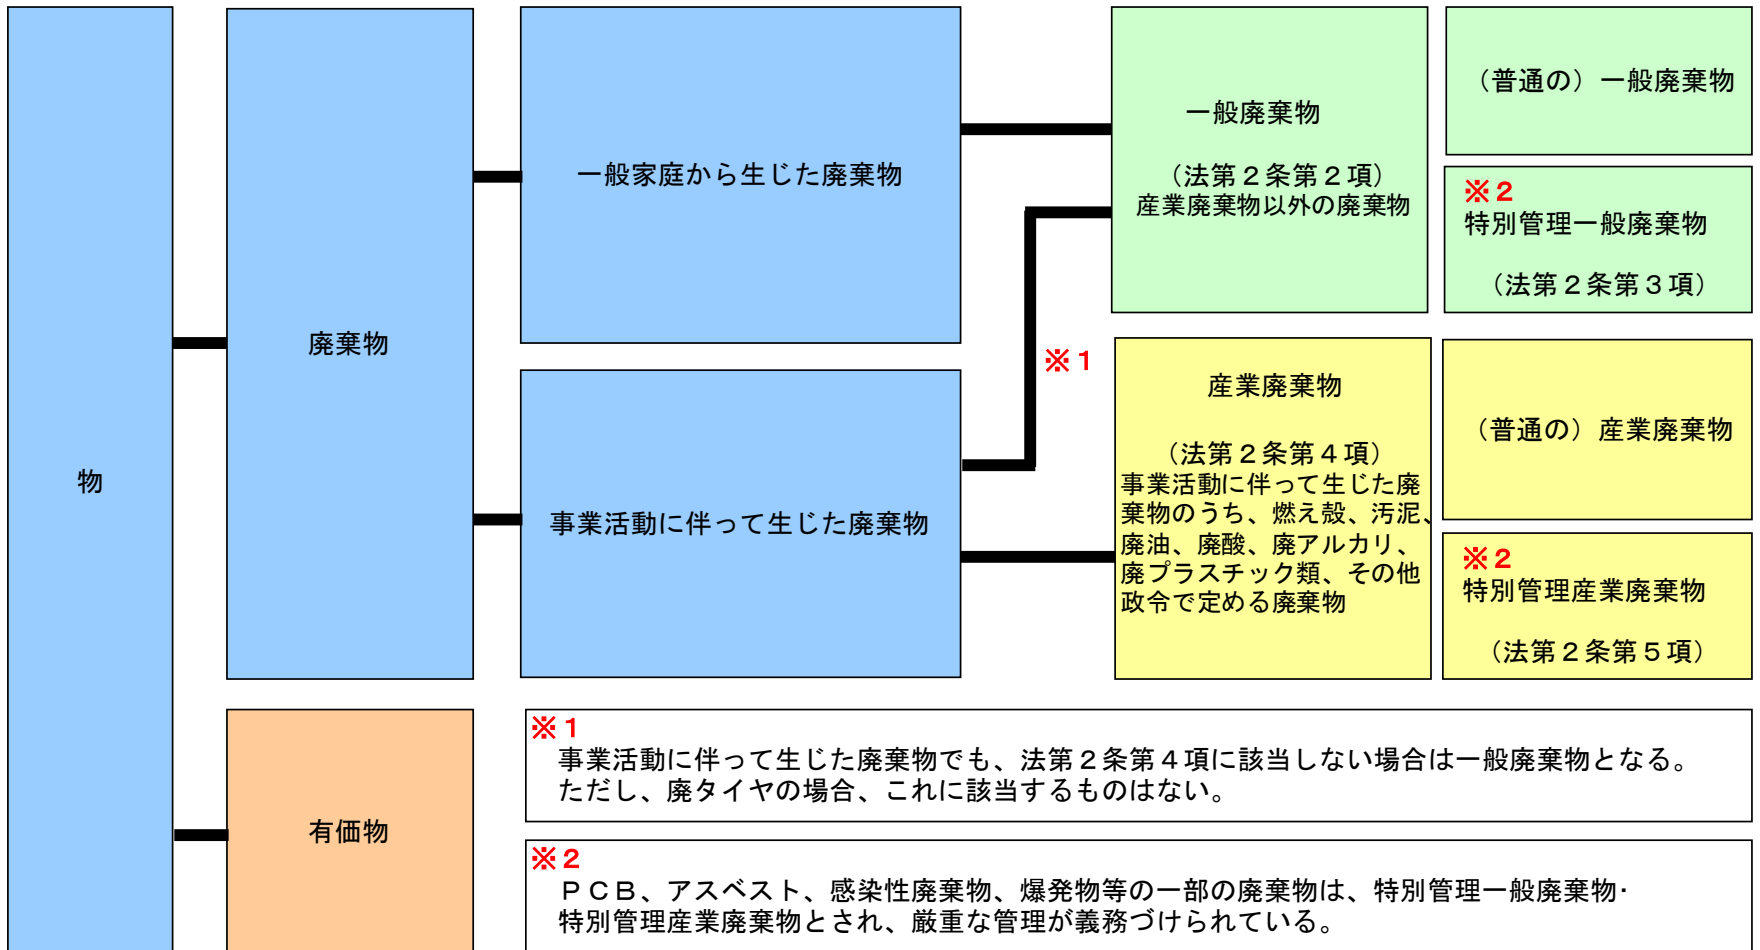 物
廃棄物
有価物
一般家庭から生じた廃棄物
事業活動に伴って生じた廃棄物
※1
一般廃棄物
（法第２条第２項）
産業廃棄物以外の廃棄物
産業廃棄物
（法第２条第４項）
事業活動に伴って生じた廃
棄物のうち、燃え殻、汚泥、
廃油、廃酸、廃アルカリ、
廃プラスチック類、その他
政令で定める廃棄物
（普通の）一般廃棄物
※2
特別管理一般廃棄物
（法第２条第３項）
（普通の）産業廃棄物
※2
特別管理産業廃棄物
（法第２条第５項）
※1
事業活動に伴って生じた廃棄物でも、法第２条第４項に該当しない場合は一般廃棄物となる。
ただし、廃タイヤの場合、これに該当するものはない。
※2
ＰＣＢ、アスベスト、感染性廃棄物、爆発物等の一部の廃棄物は、特別管理一般廃棄物・
特別管理産業廃棄物とされ、厳重な管理が義務づけられている。